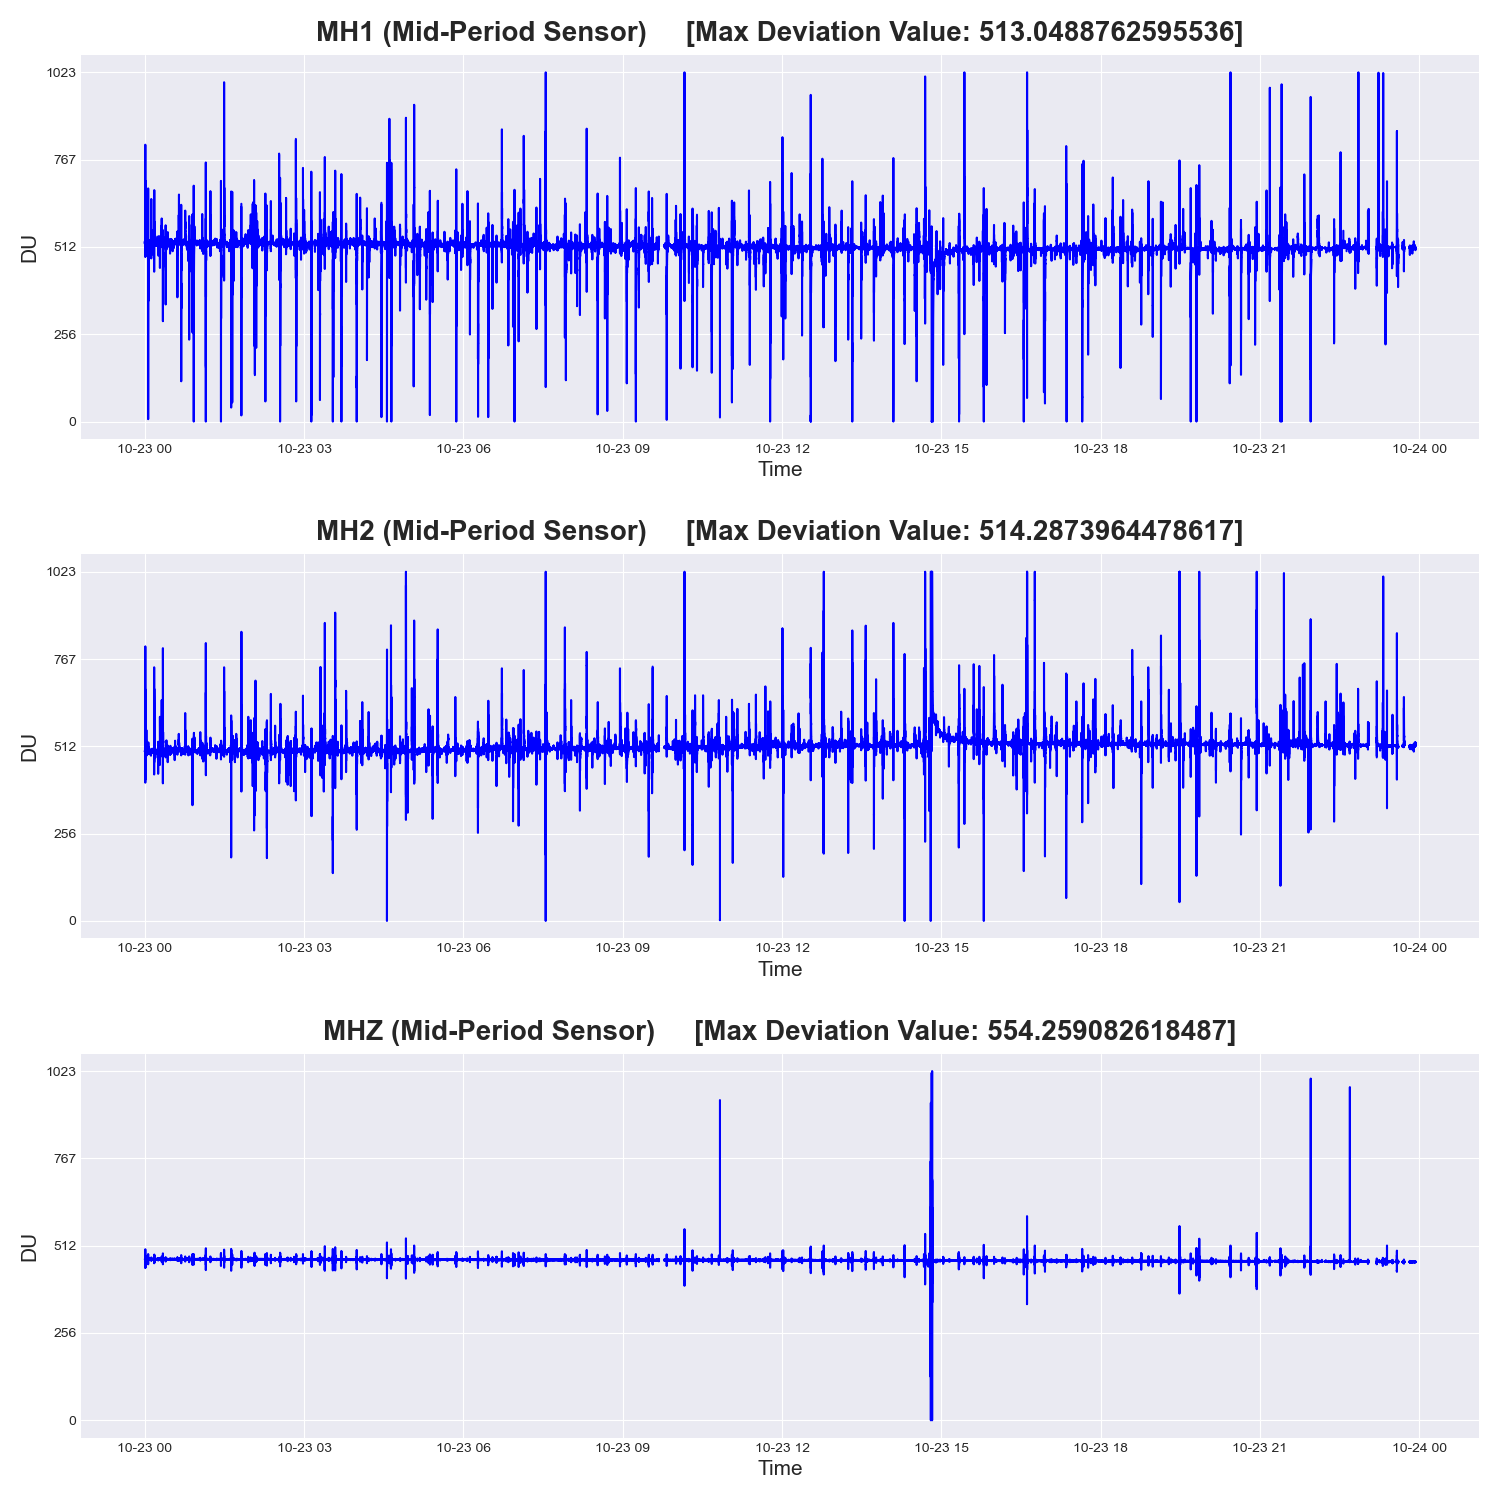 MH1 (Mid-Period Sensor) [Max Deviation Value: 513.0488762595536]
1023
767
512
256
0
DU
10-23 00 10-23 03 10-23 06 10-23 09 10-23 12 10-23 15 10-23 18 10-23 21 10-24 00
Time
MH2 (Mid-Period Sensor) [Max Deviation Value: 514.2873964478617]
1023
767
512
256
0
DU
10-23 00 10-23 03 10-23 06 10-23 09 10-23 12 10-23 15 10-23 18 10-23 21 10-24 00
Time
MHZ (Mid-Period Sensor) [Max Deviation Value: 554.259082618487]
1023
767
512
256
0
DU
10-23 00 10-23 03 10-23 06 10-23 09 10-23 12 10-23 15 10-23 18 10-23 21 10-24 00
Time